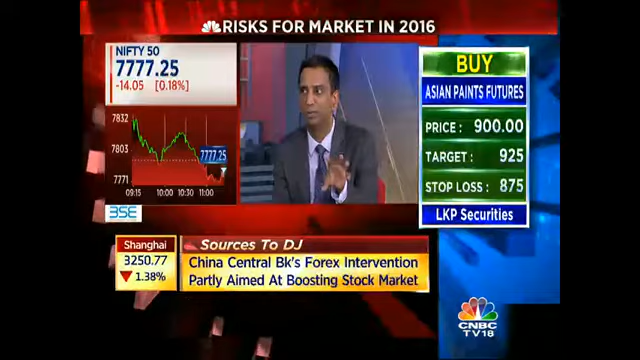 RISKS FOR MARKET IN 2016
NIFTY 50
7777.25
-14.05 [0.18%]
7832
7803
7771
7777.25
09:15 10:00 10:30 11:00
BSE
BUY
ASIAN PAINTS FUTURES
PRICE : 900.00
TARGET : 925
STOP LOSS : 875
LKP Securities
Shanghai
3250.77
▼ 1.38%
Sources To DJ
China Central Bk's Forex Intervention
Partly Aimed At Boosting Stock Market
CNBC
TV18